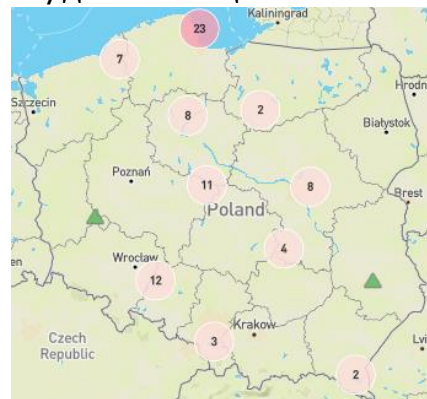 Kaliningrad
23
7
Szczecin
8
2
Hrodn
Białystok
Poznań
11
8
Brest
Poland
4
en
Wrocław
12
Czech
Republic
3
Krakow
Lvi
2